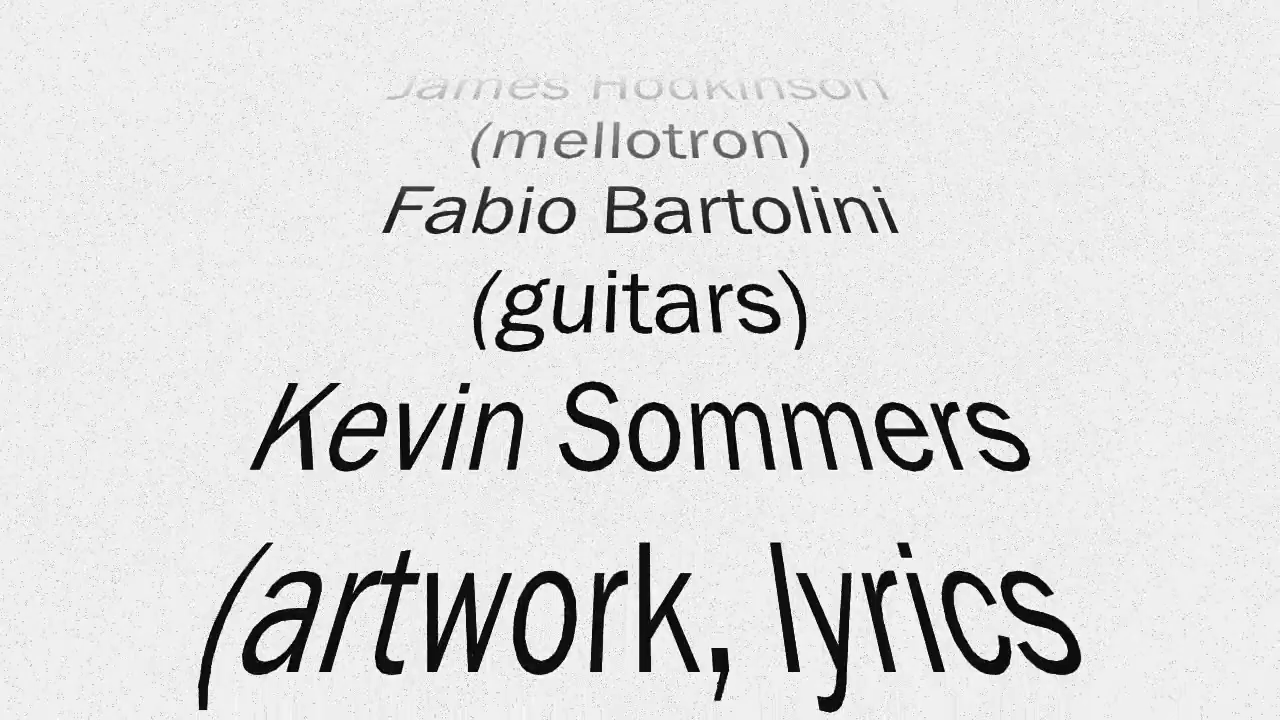 James Hodkinson
(mellotron)
Fabio Bartolini
(guitars)
Kevin Sommers
(artwork, lyrics